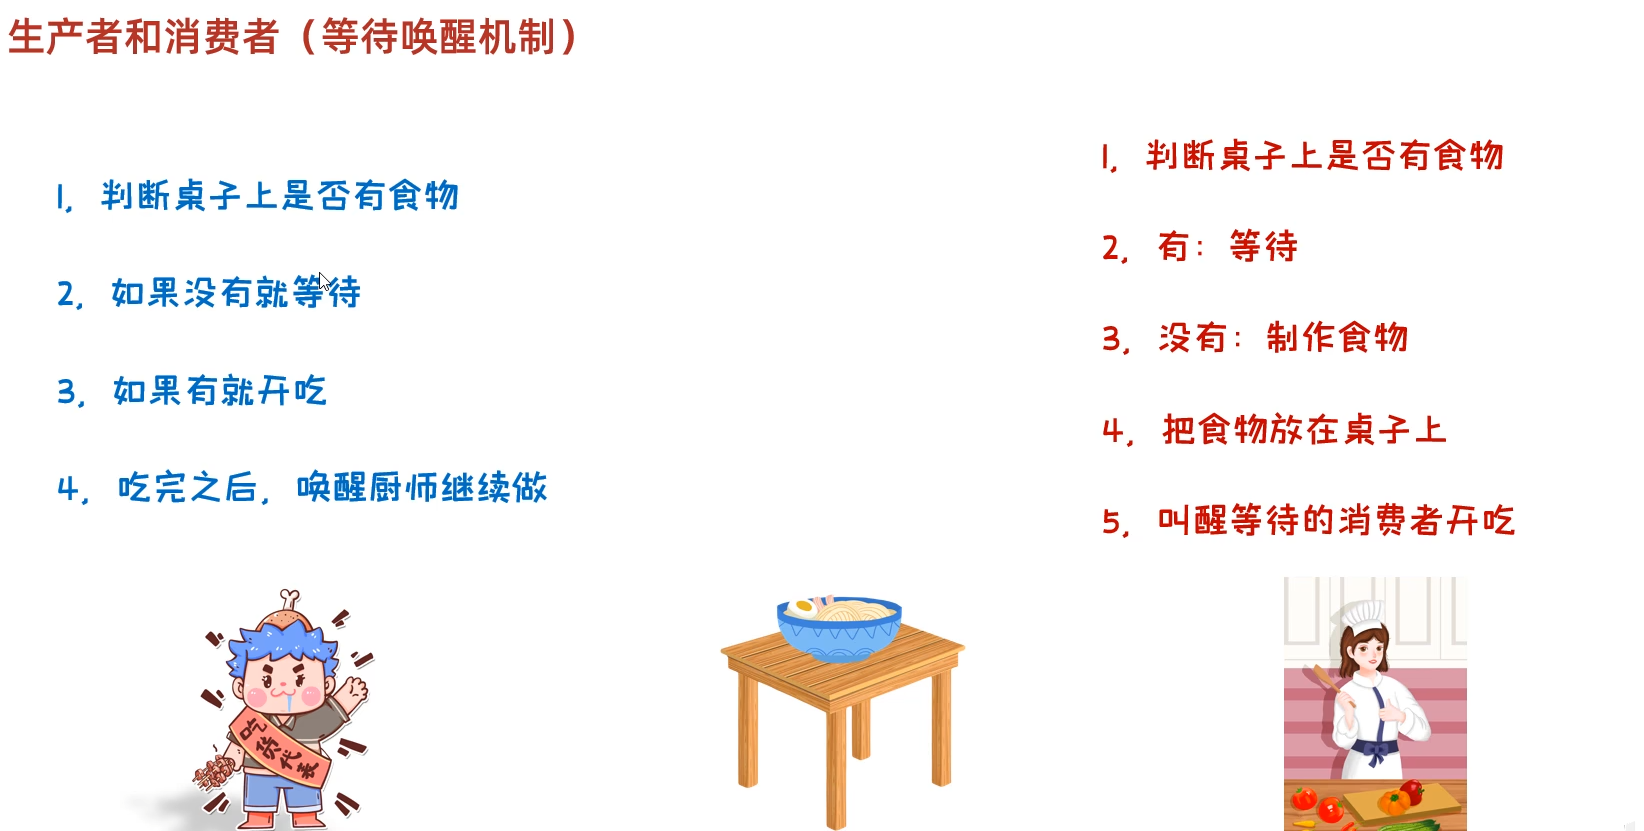 生产者和消费者（等待唤醒机制）
1，判断桌子上是否有食物
2，如果没有就等待
3，如果有就开吃
4，吃完之后，唤醒厨师继续做
1，判断桌子上是否有食物
2，有：等待
3，没有：制作食物
4，把食物放在桌子上
5，叫醒等待的消费者开吃
吃货代表